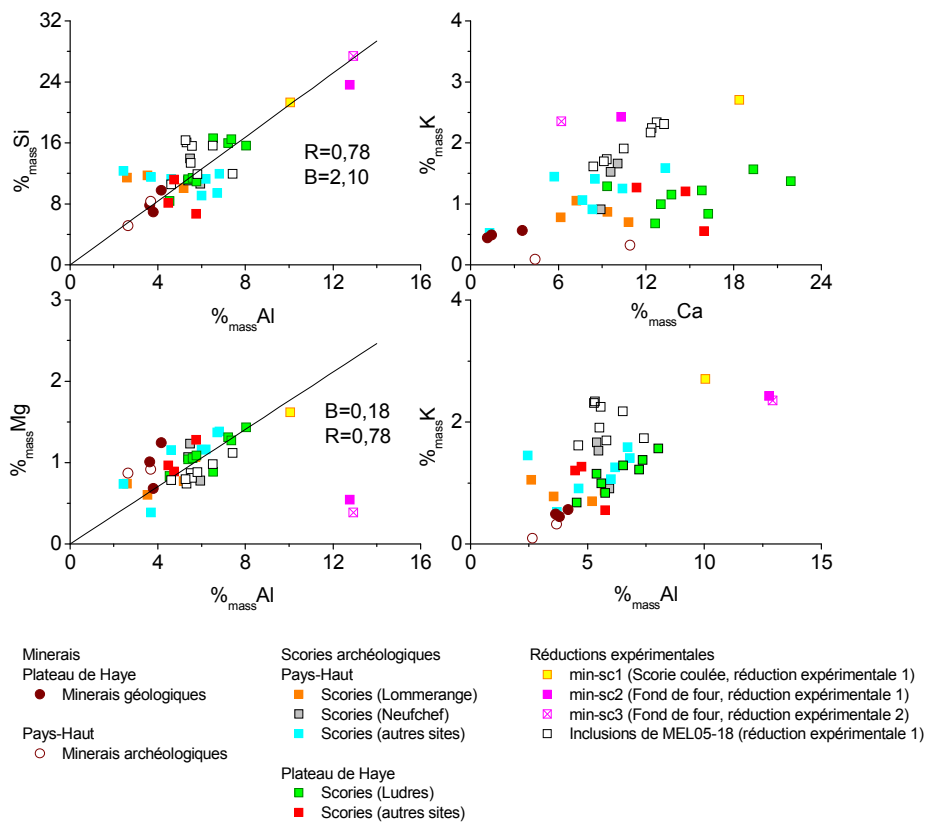 32
24
16
8
0
%massSi
R=0,78
B=2,10
0 4 8 12 16
%massAl
4
3
2
1
0
%massK
6 12 18 24
%massCa
3
2
1
0
%massMg
B=0,18
R=0,78
0 4 8 12 16
%massAl
4
2
0
%massK
0 5 10 15
%massAl
Minerais
Plateau de Haye
Minerais géologiques
Pays-Haut
Minerais archéologiques
Scories archéologiques
Pays-Haut
Scories (Lommerange)
Scories (Neufchef)
Scories (autres sites)
Plateau de Haye
Scories (Ludres)
Scories (autres sites)
Réductions expérimentales
min-sc1 (Scorie coulée, réduction expérimentale 1)
min-sc2 (Fond de four, réduction expérimentale 1)
min-sc3 (Fond de four, réduction expérimentale 2)
Inclusions de MEL05-18 (réduction expérimentale 1)